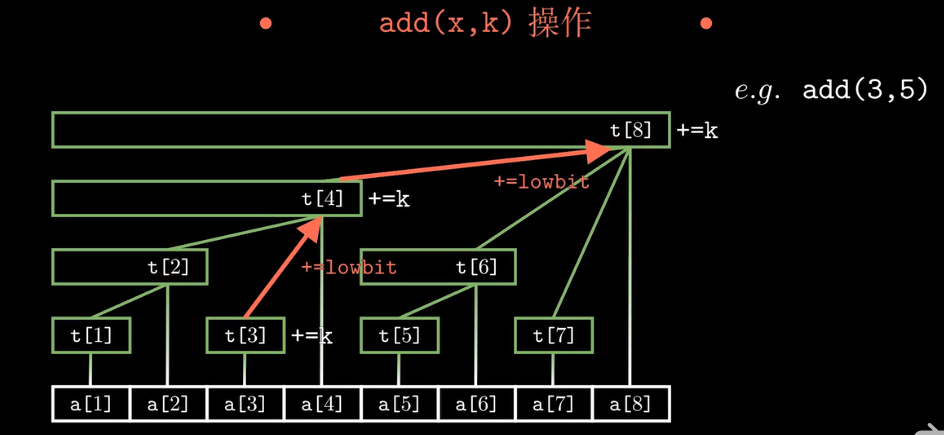 add(x,k) 操作
e.g. add(3,5)
t[8] +=k
+=lowbit
t[4] +=k
t[2] +=lowbit t[6]
t[1] t[3] +=k t[5] t[7]
a[1] a[2] a[3] a[4] a[5] a[6] a[7] a[8]